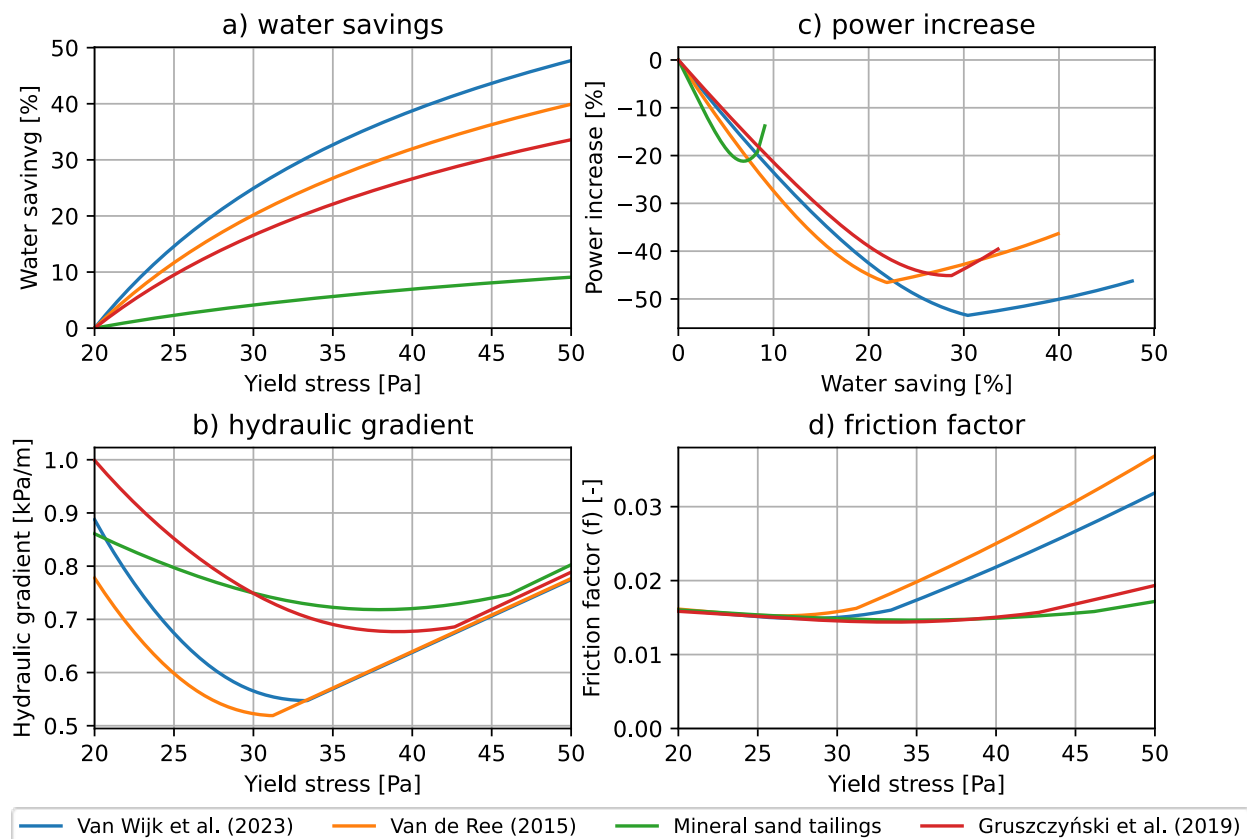 a) water savings
Water savinvg [%]
50
40
30
20
10
0
20 25 30 35 40 45 50
Yield stress [Pa]
c) power increase
Power increase [%]
0
−10
−20
−30
−40
−50
0 10 20 30 40 50
Water saving [%]
b) hydraulic gradient
Hydraulic gradient [kPa/m]
1.0
0.9
0.8
0.7
0.6
0.5
20 25 30 35 40 45 50
Yield stress [Pa]
d) friction factor
Friction factor (f) [-]
0.03
0.02
0.01
0.00
20 25 30 35 40 45 50
Yield stress [Pa]
Van Wijk et al. (2023) Van de Ree (2015) Mineral sand tailings Gruszczyński et al. (2019)